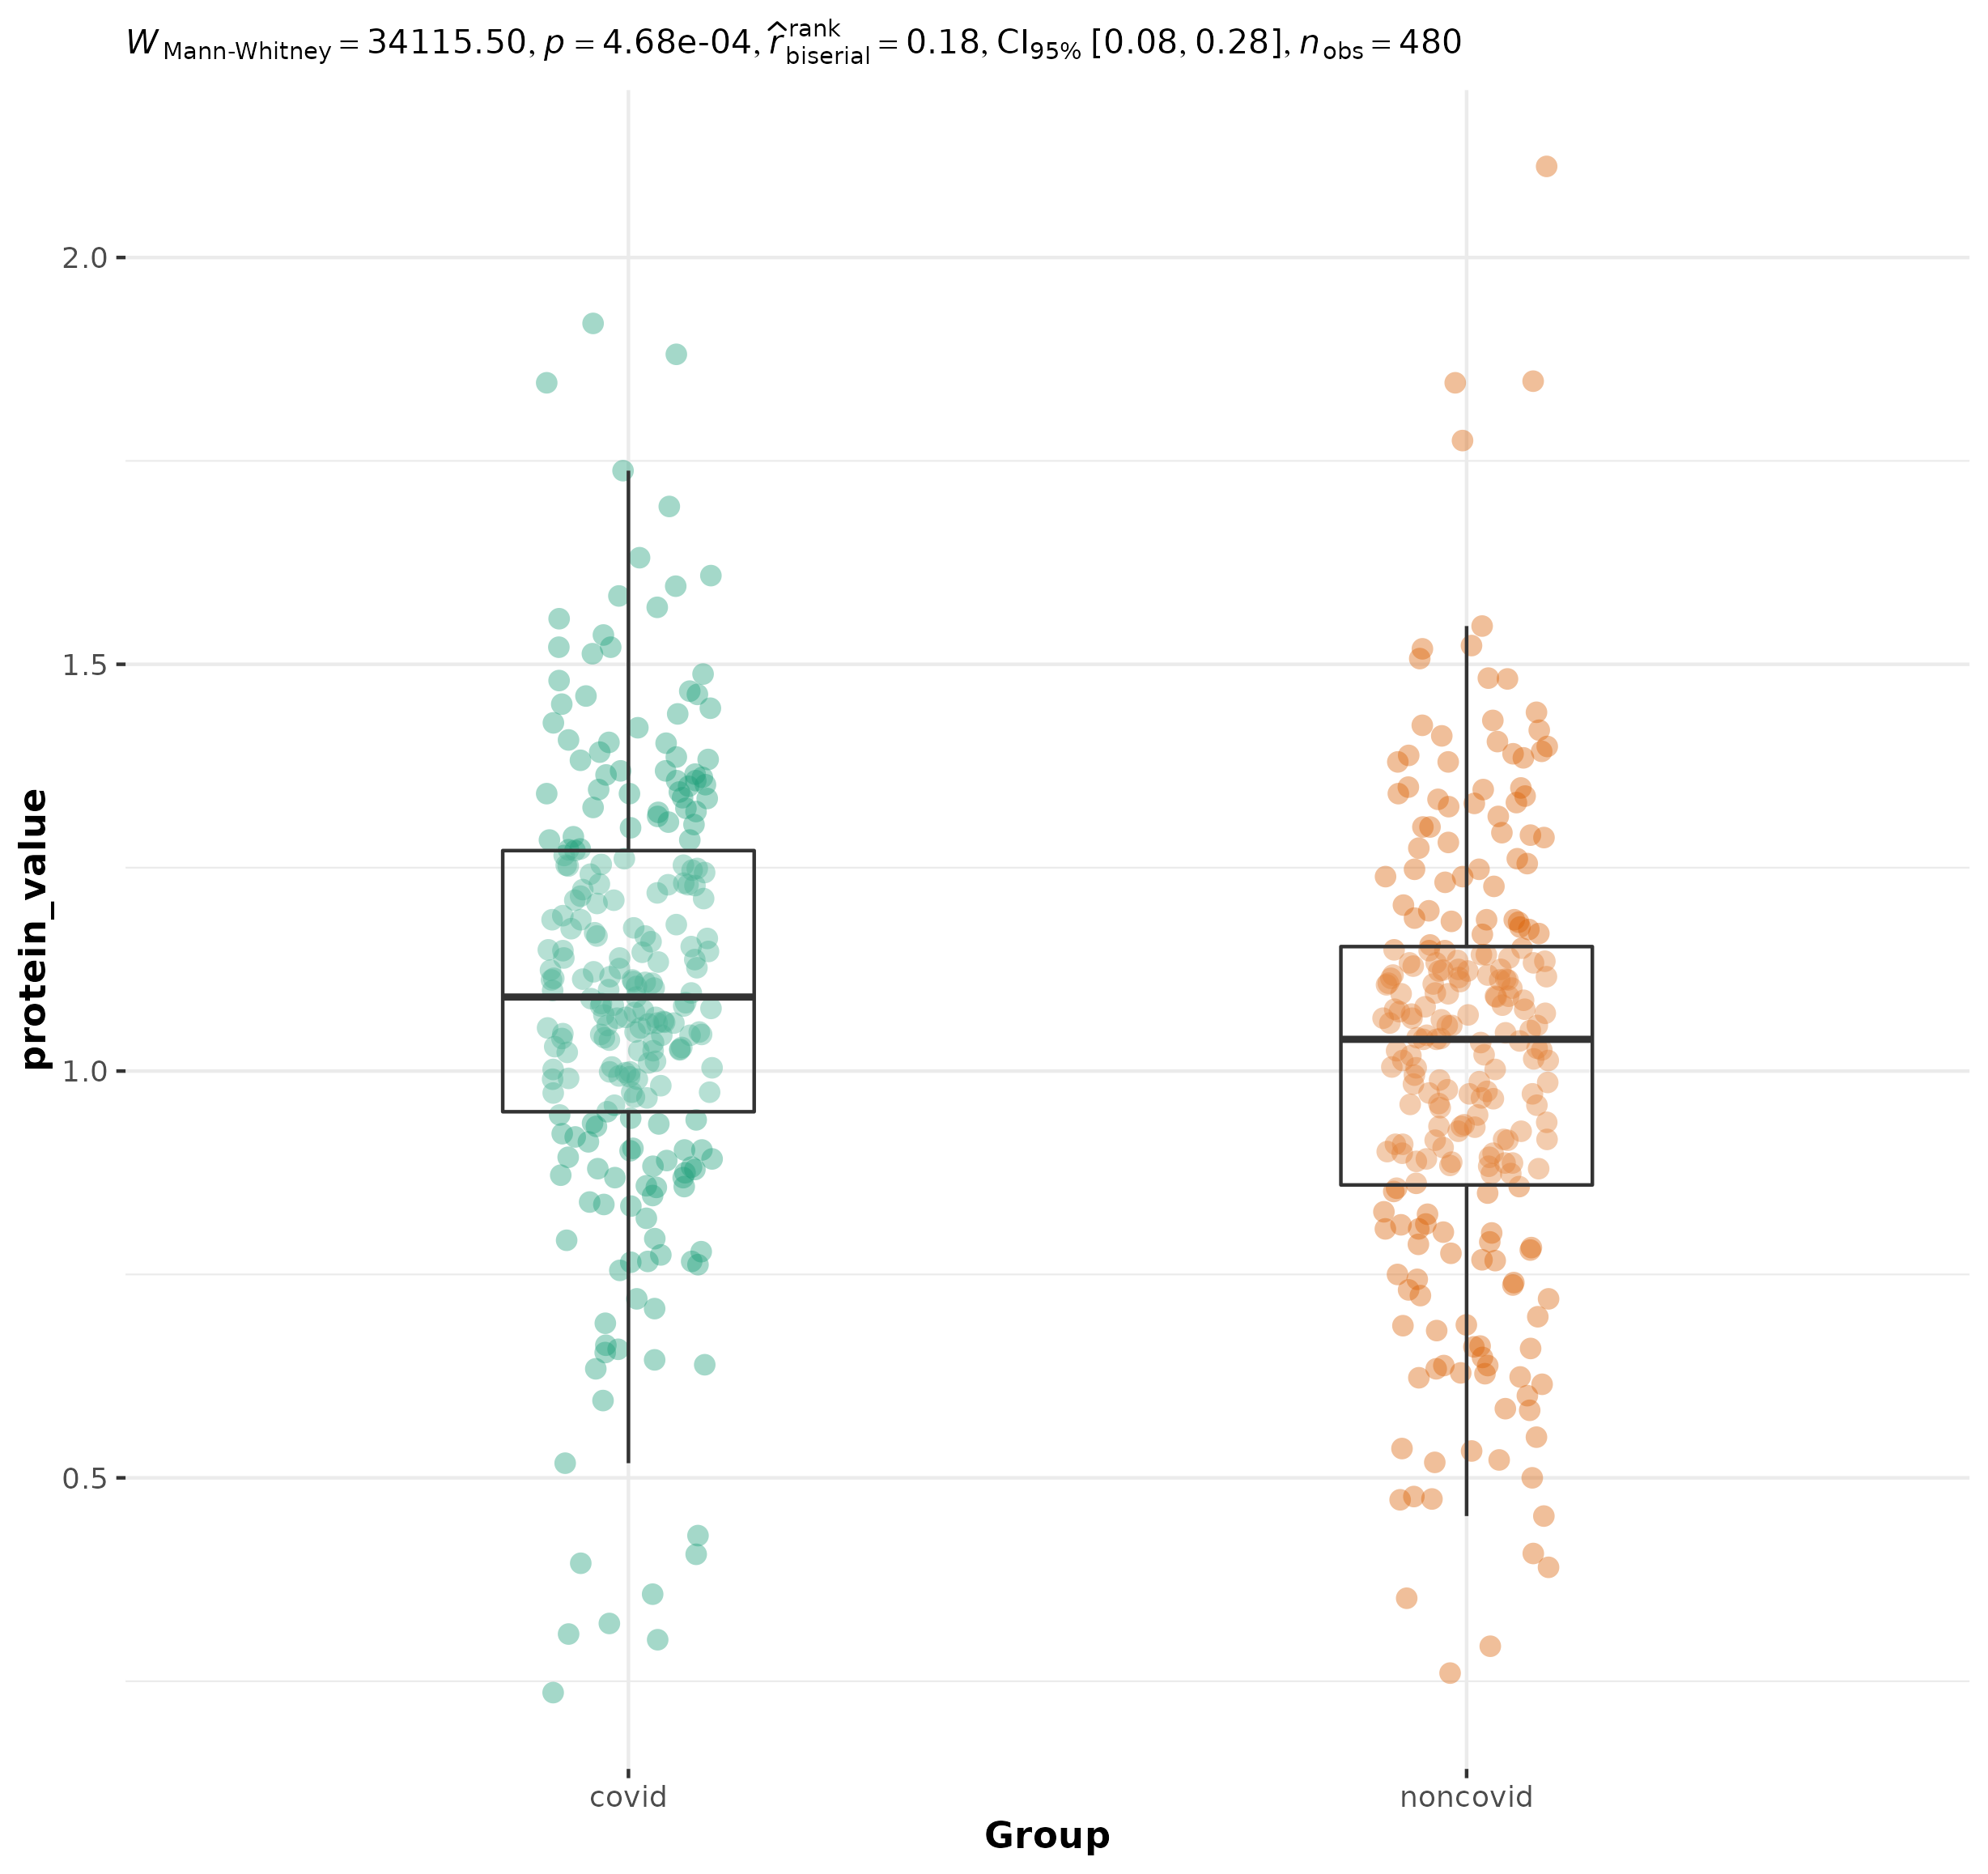 W Mann-Whitney = 34115.50, p = 4.68e-04, r̂ rank biserial = 0.18, CI95% [0.08, 0.28], n obs = 480
protein_value
2.0
1.5
1.0
0.5
covid noncovid
Group